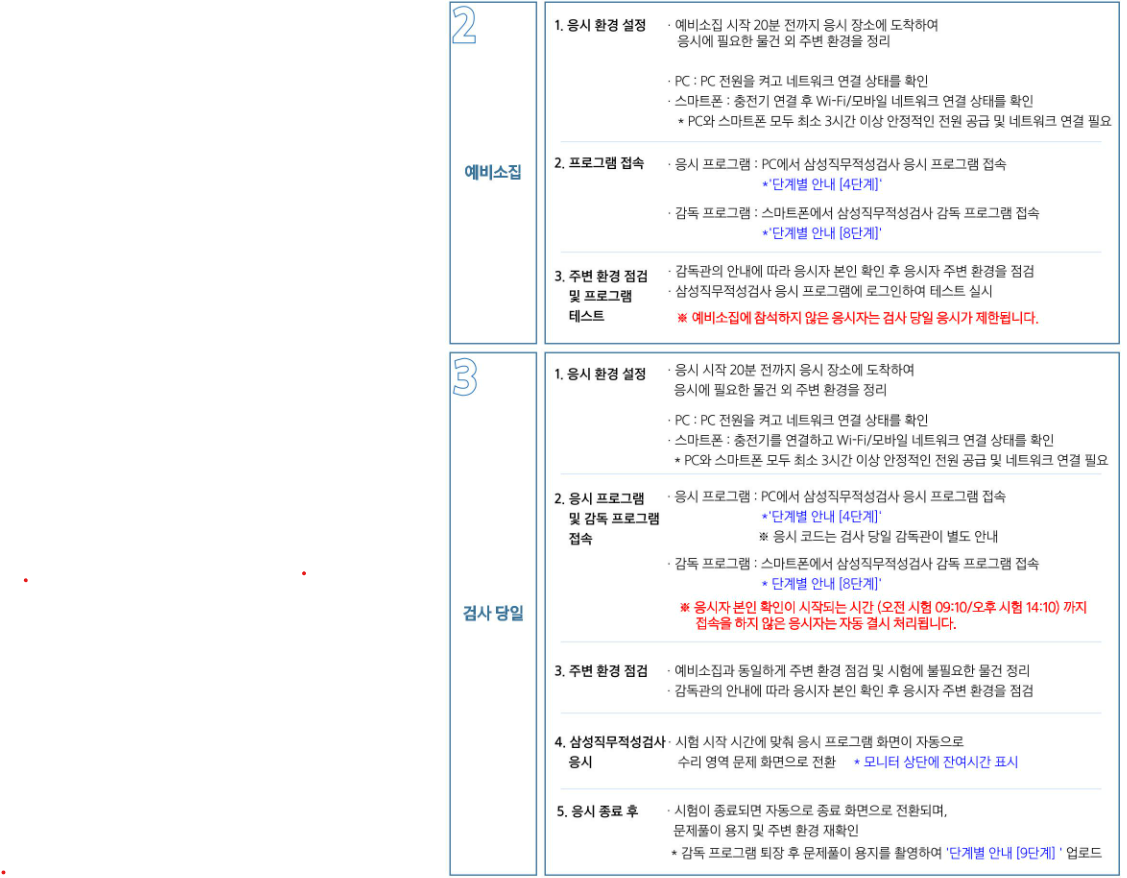 2
예비소집
1. 응시 환경 설정
· 예비소집 시작 20분 전까지 응시 장소에 도착하여
응시에 필요한 물건 외 주변 환경을 정리
· PC : PC 전원을 켜고 네트워크 연결 상태를 확인
· 스마트폰 : 충전기 연결 후 Wi-Fi/모바일 네트워크 연결 상태를 확인
* PC와 스마트폰 모두 최소 3시간 이상 안정적인 전원 공급 및 네트워크 연결 필요
2. 프로그램 접속
· 응시 프로그램 : PC에서 삼성직무적성검사 응시 프로그램 접속
*'단계별 안내 [4단계]'
· 감독 프로그램 : 스마트폰에서 삼성직무적성검사 감독 프로그램 접속
*'단계별 안내 [8단계]'
3. 주변 환경 점검
및 프로그램
테스트
· 감독관의 안내에 따라 응시자 본인 확인 후 응시자 주변 환경을 점검
· 삼성직무적성검사 응시 프로그램에 로그인하여 테스트 실시
※ 예비소집에 참석하지 않은 응시자는 검사 당일 응시가 제한됩니다.
3
검사 당일
1. 응시 환경 설정
· 응시 시작 20분 전까지 응시 장소에 도착하여
응시에 필요한 물건 외 주변 환경을 정리
· PC : PC 전원을 켜고 네트워크 연결 상태를 확인
· 스마트폰 : 충전기를 연결하고 Wi-Fi/모바일 네트워크 연결 상태를 확인
* PC와 스마트폰 모두 최소 3시간 이상 안정적인 전원 공급 및 네트워크 연결 필요
2. 응시 프로그램
및 감독 프로그램
접속
· 응시 프로그램 : PC에서 삼성직무적성검사 응시 프로그램 접속
*'단계별 안내 [4단계]'
※ 응시 코드는 검사 당일 감독관이 별도 안내
· 감독 프로그램 : 스마트폰에서 삼성직무적성검사 감독 프로그램 접속
* 단계별 안내 [8단계]'
※ 응시자 본인 확인이 시작되는 시간 (오전 시험 09:10/오후 시험 14:10) 까지
접속을 하지 않은 응시자는 자동 결시 처리됩니다.
3. 주변 환경 점검
· 예비소집과 동일하게 주변 환경 점검 및 시험에 불필요한 물건 정리
· 감독관의 안내에 따라 응시자 본인 확인 후 응시자 주변 환경을 점검
4. 삼성직무적성검사
응시
· 시험 시작 시간에 맞춰 응시 프로그램 화면이 자동으로
수리 영역 문제 화면으로 전환 * 모니터 상단에 잔여시간 표시
5. 응시 종료 후
· 시험이 종료되면 자동으로 종료 화면으로 전환되며,
문제풀이 용지 및 주변 환경 재확인
* 감독 프로그램 퇴장 후 문제풀이 용지를 촬영하여 '단계별 안내 [9단계] ' 업로드